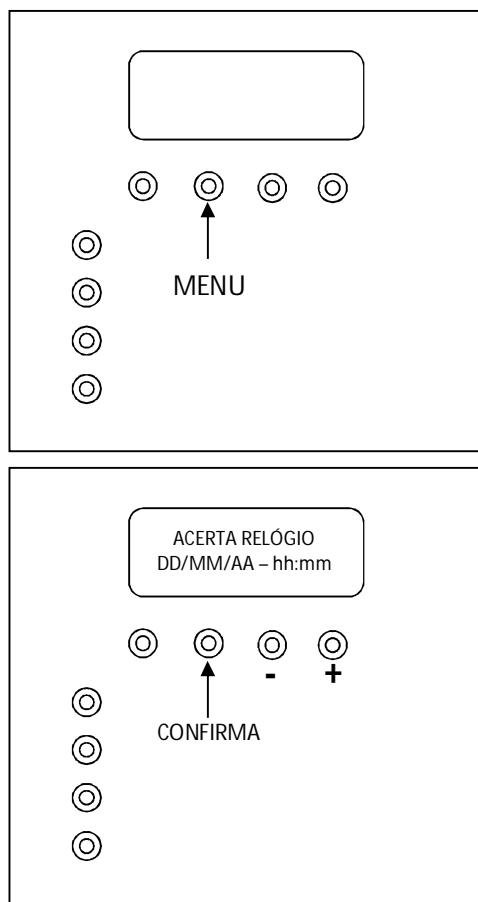 MENU
ACERTA RELÓGIO
DD/MM/AA – hh:mm
- +
CONFIRMA